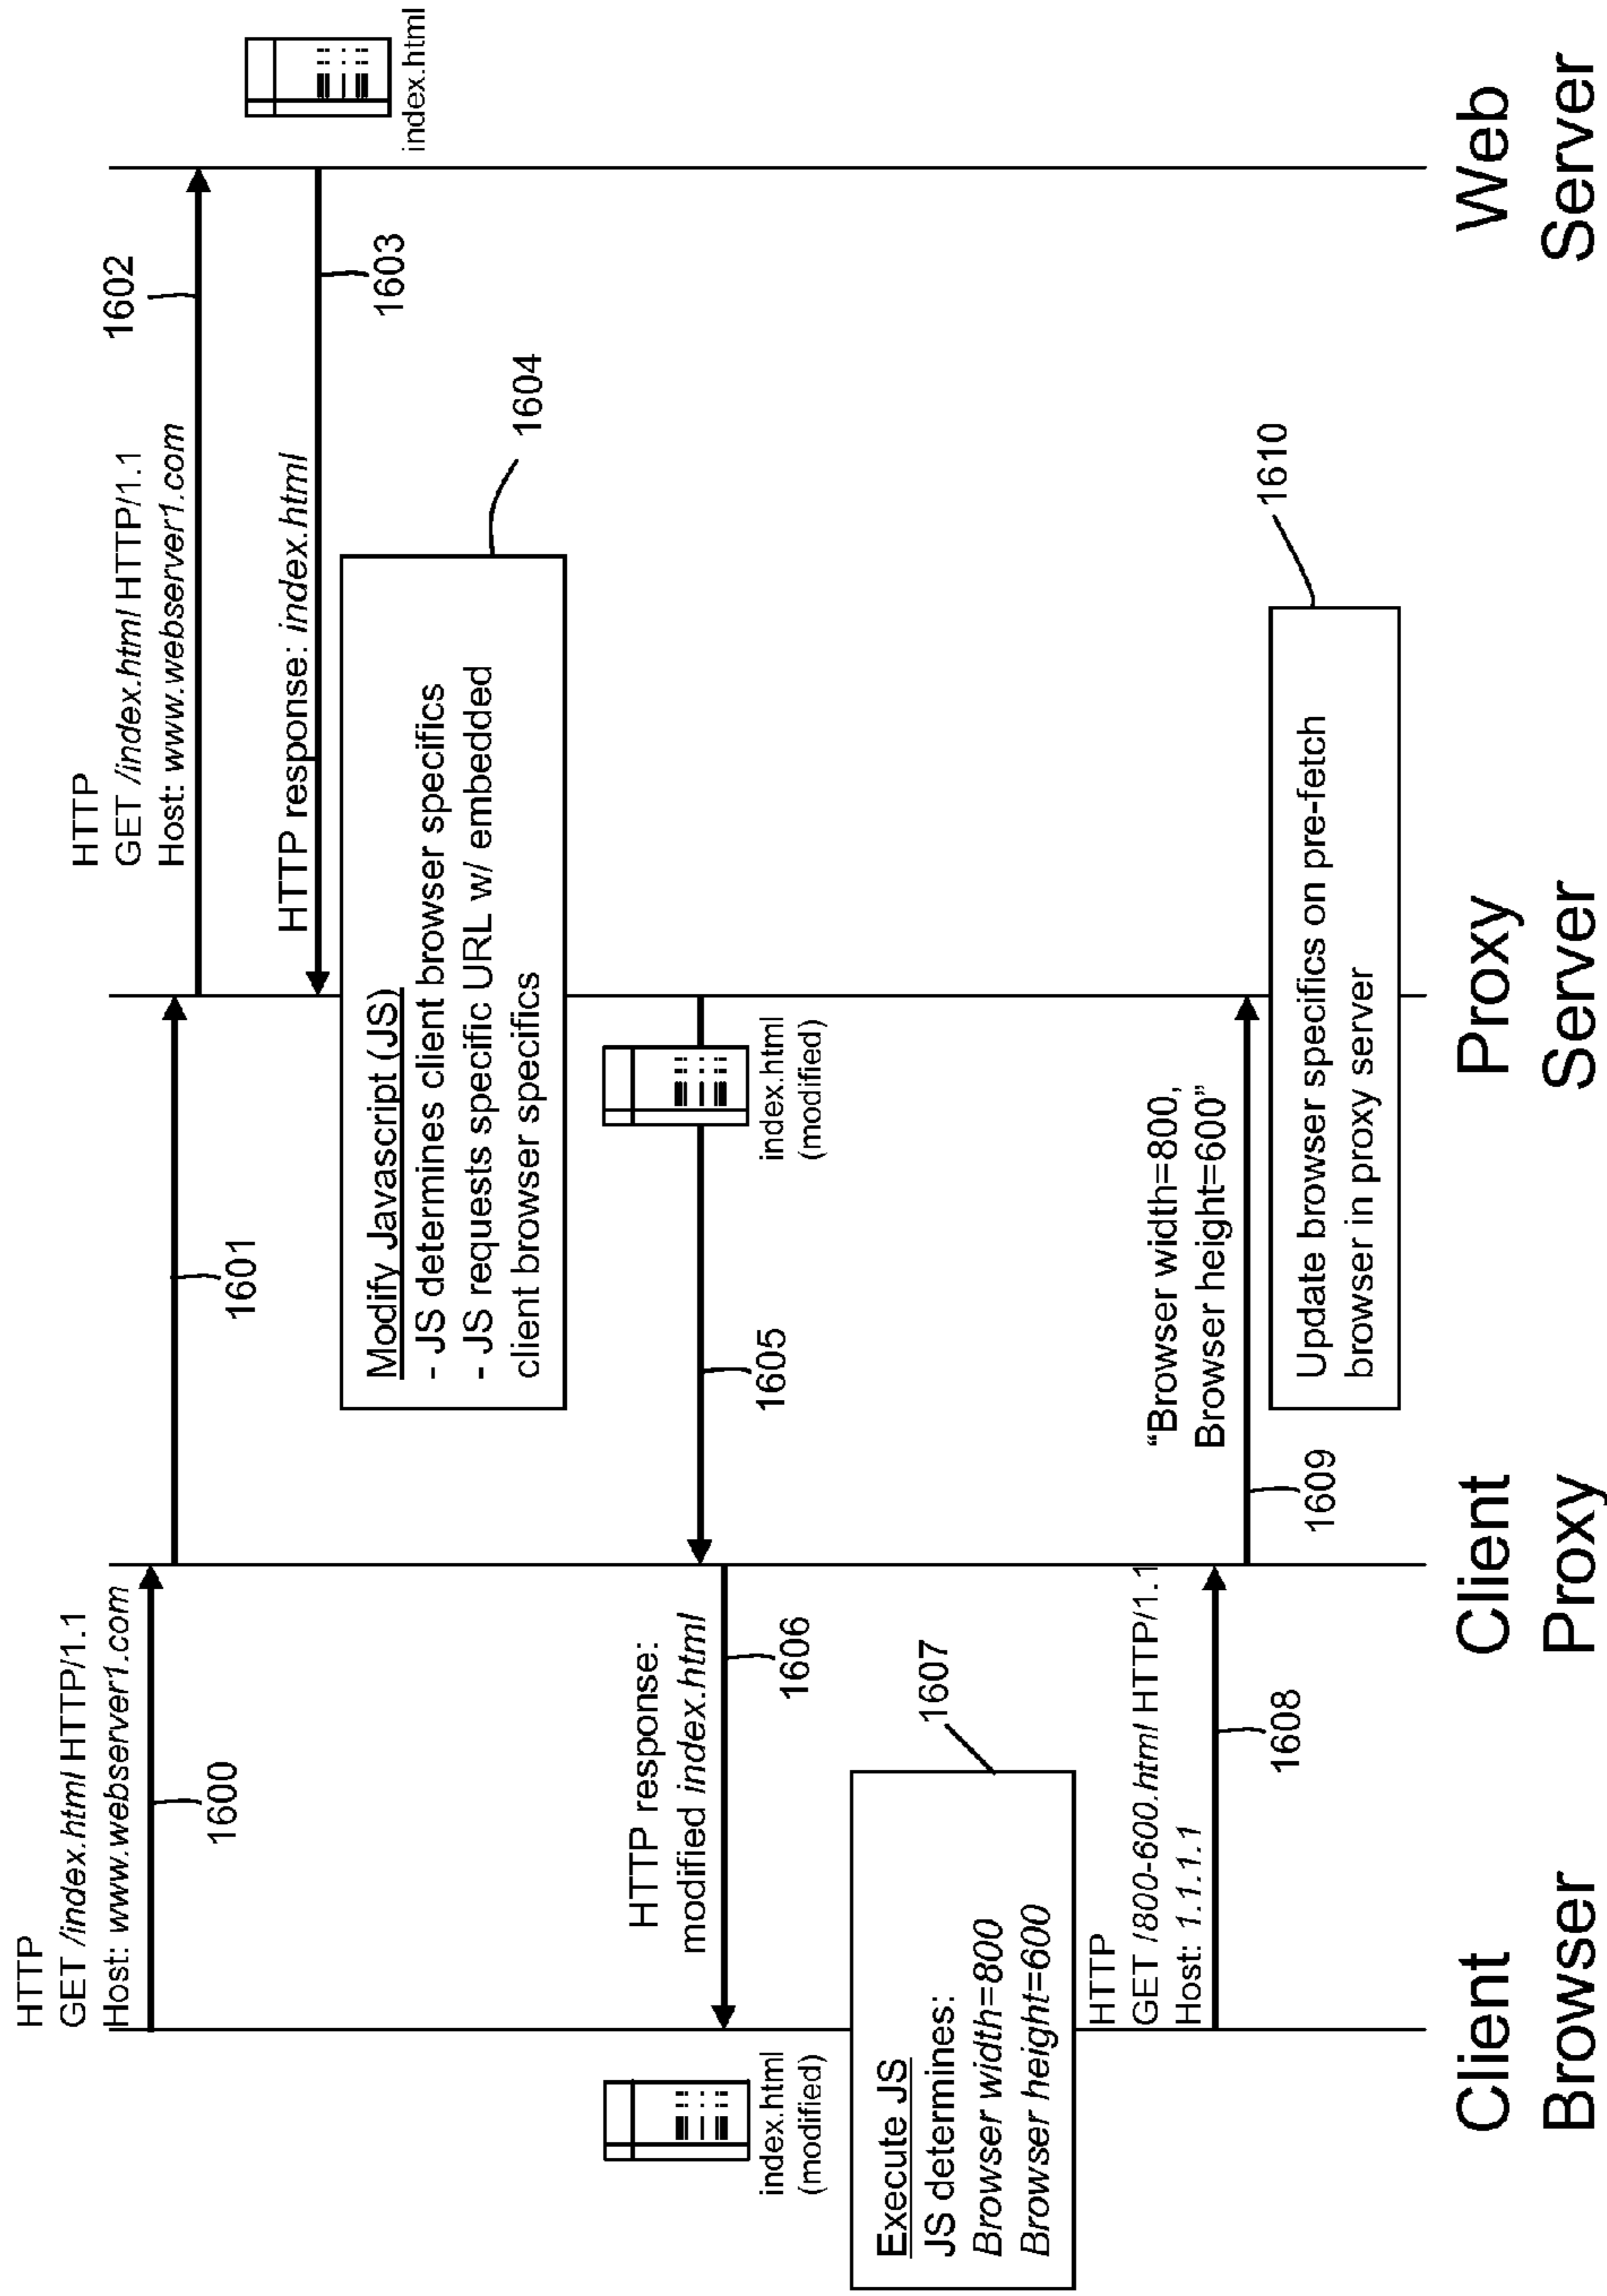 HTTP
GET /index.html HTTP/1.1
Host: www.webserver1.com
1600
1601
HTTP
GET /index.html HTTP/1.1
Host: www.webserver1.com
1602
index.html
HTTP response: index.html
1603
Modify Javascript (JS)
- JS determines client browser specifics
- JS requests specific URL w/ embedded
client browser specifics
1604
index.html
(modified)
1605
HTTP response:
modified index.html
1606
index.html
(modified)
Execute JS
JS determines:
Browser width=800
Browser height=600
1607
HTTP
GET /800-600.html HTTP/1.1
Host: 1.1.1.1
1608
“Browser width=800,
Browser height=600”
1609
Update browser specifics on pre-fetch
browser in proxy server
1610
Client
Browser
Client
Proxy
Proxy
Server
Web
Server